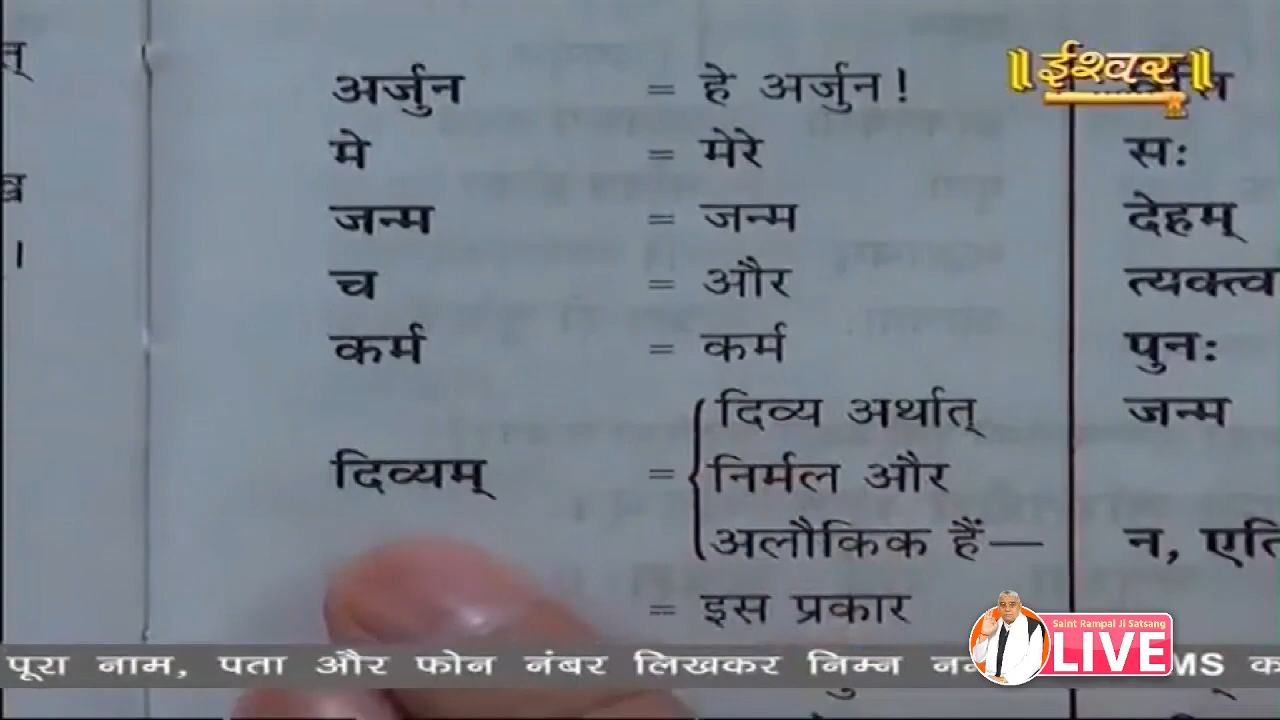 ईश्वर
अर्जुन = हे अर्जुन!
मे = मेरे
जन्म = जन्म
च = और
कर्म = कर्म
दिव्यम् = दिव्य अर्थात्
निर्मल और
अलौकिक हैं—
= इस प्रकार
सः
देहम्
त्यक्त्व
पुनः
जन्म
न, एति
Saint Rampal Ji Satsang
LIVE
पूरा नाम, पता और फोन नंबर लिखकर निम्न